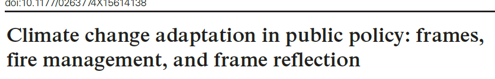 doi:10.1177/0263774X15614138
Climate change adaptation in public policy: frames,
fire management, and frame reflection